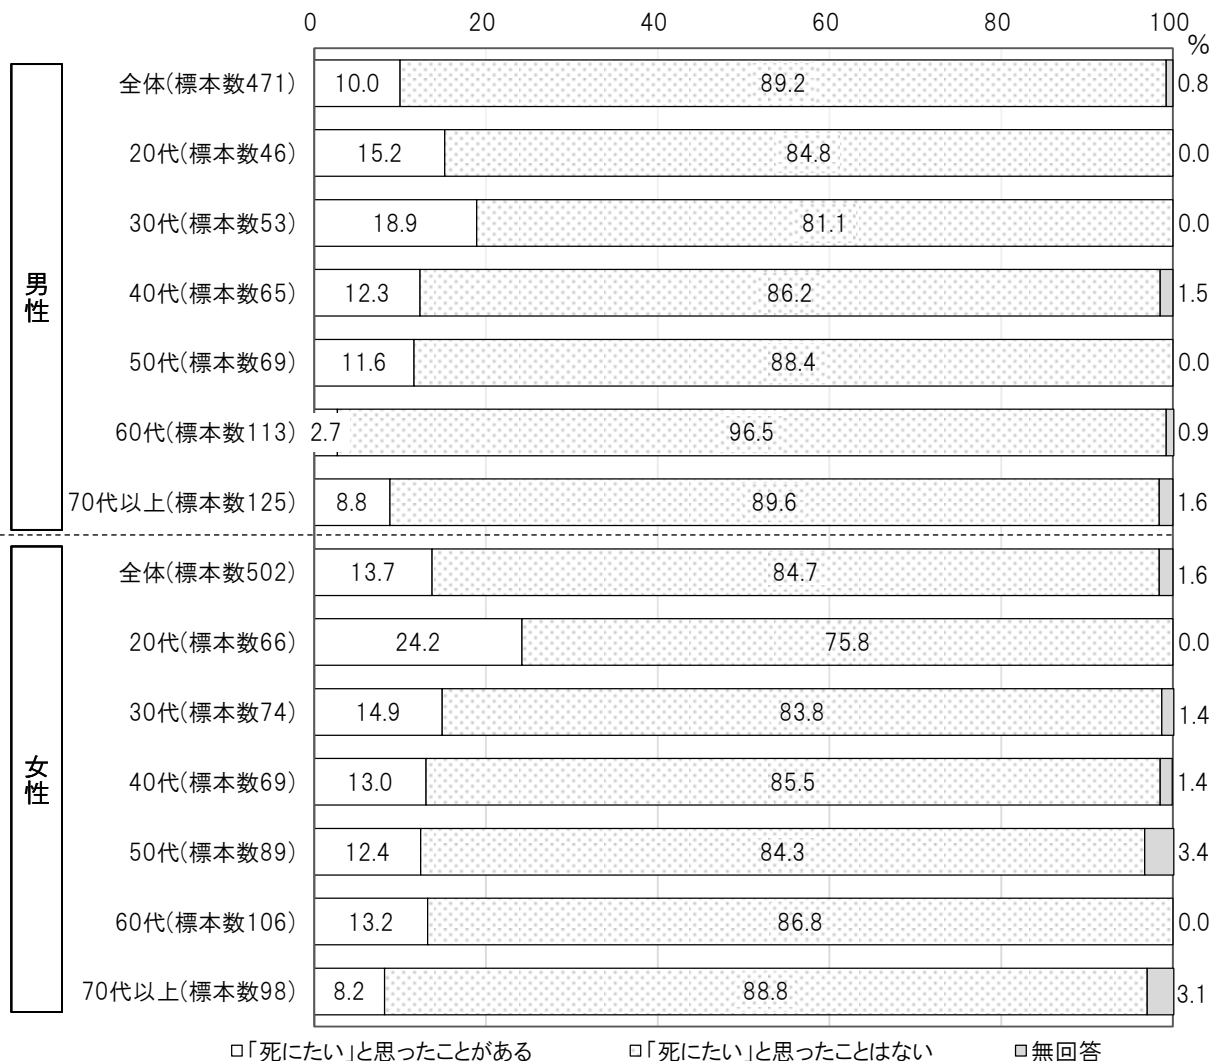 0 20 40 60 80 100
%
男性
全体(標本数471) 10.0 89.2 0.8
20代(標本数46) 15.2 84.8 0.0
30代(標本数53) 18.9 81.1 0.0
40代(標本数65) 12.3 86.2 1.5
50代(標本数69) 11.6 88.4 0.0
60代(標本数113) 2.7 96.5 0.9
70代以上(標本数125) 8.8 89.6 1.6
女性
全体(標本数502) 13.7 84.7 1.6
20代(標本数66) 24.2 75.8 0.0
30代(標本数74) 14.9 83.8 1.4
40代(標本数69) 13.0 85.5 1.4
50代(標本数89) 12.4 84.3 3.4
60代(標本数106) 13.2 86.8 0.0
70代以上(標本数98) 8.2 88.8 3.1
「死にたい」と思ったことがある 「死にたい」と思ったことはない 無回答